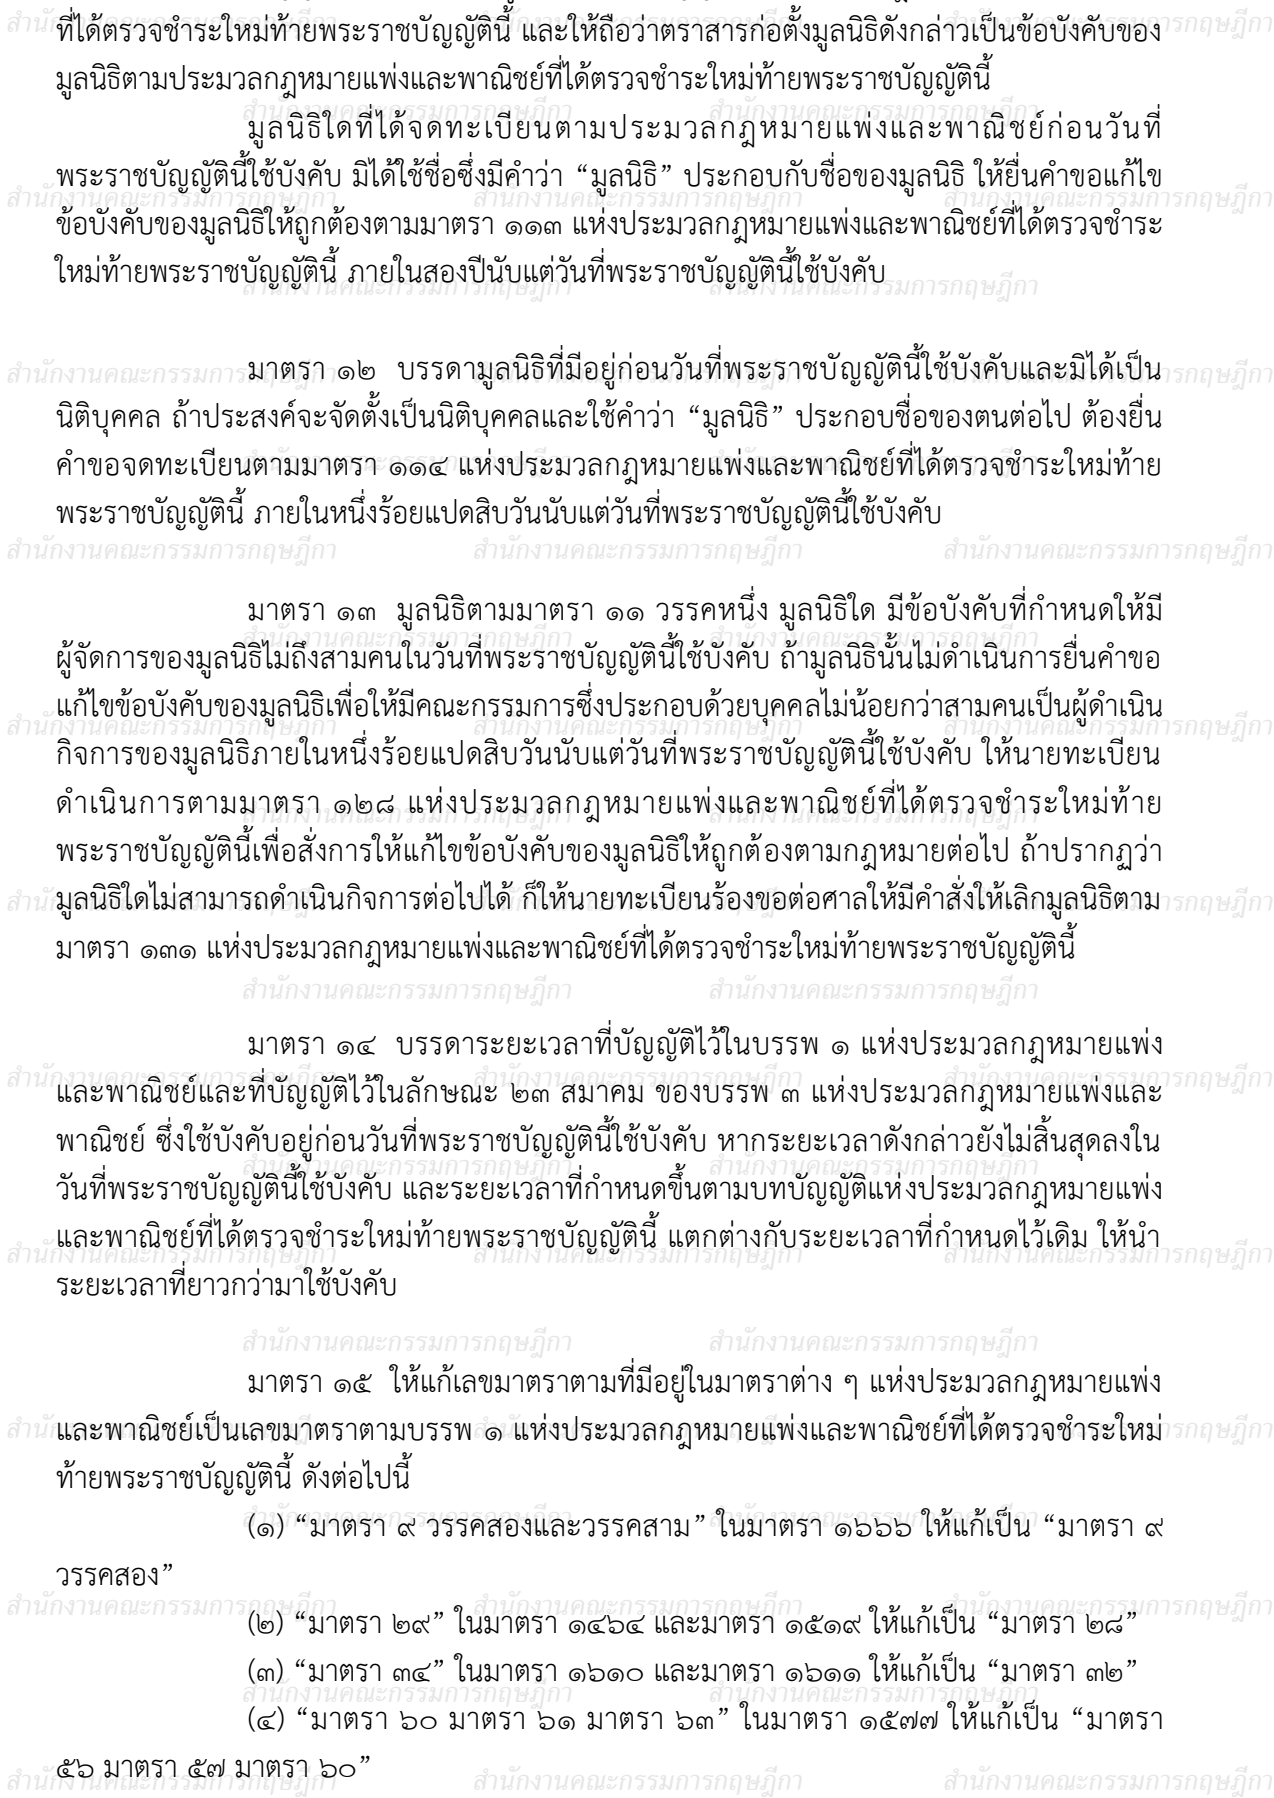 ที่ได้ตรวจชำระใหม่ท้ายพระราชบัญญัตินี้ และให้ถือว่าตราสารก่อตั้งมูลนิธิดังกล่าวเป็นข้อบังคับของ
มูลนิธิตามประมวลกฎหมายแพ่งและพาณิชย์ที่ได้ตรวจชำระใหม่ท้ายพระราชบัญญัตินี้
มูลนิธิใดที่ได้จดทะเบียนตามประมวลกฎหมายแพ่งและพาณิชย์ก่อนวันที่
พระราชบัญญัตินี้ใช้บังคับ มิได้ใช้ชื่อซึ่งมีคำว่า “มูลนิธิ” ประกอบกับชื่อของมูลนิธิ ให้ยื่นคำขอแก้ไข
ข้อบังคับของมูลนิธิให้ถูกต้องตามมาตรา ๑๑๓ แห่งประมวลกฎหมายแพ่งและพาณิชย์ที่ได้ตรวจชำระ
ใหม่ท้ายพระราชบัญญัตินี้ ภายในสองปีนับแต่วันที่พระราชบัญญัตินี้ใช้บังคับ
มาตรา ๑๒ บรรดามูลนิธิที่มีอยู่ก่อนวันที่พระราชบัญญัตินี้ใช้บังคับและมิได้เป็น
นิติบุคคล ถ้าประสงค์จะจัดตั้งเป็นนิติบุคคลและใช้คำว่า “มูลนิธิ” ประกอบชื่อของตนต่อไป ต้องยื่น
คำขอจดทะเบียนตามมาตรา ๑๑๔ แห่งประมวลกฎหมายแพ่งและพาณิชย์ที่ได้ตรวจชำระใหม่ท้าย
พระราชบัญญัตินี้ ภายในหนึ่งร้อยแปดสิบวันนับแต่วันที่พระราชบัญญัตินี้ใช้บังคับ
มาตรา ๑๓ มูลนิธิตามมาตรา ๑๑ วรรคหนึ่ง มูลนิธิใด มีข้อบังคับที่กำหนดให้มี
ผู้จัดการของมูลนิธิไม่ถึงสามคนในวันที่พระราชบัญญัตินี้ใช้บังคับ ถ้ามูลนิธินั้นไม่ดำเนินการยื่นคำขอ
แก้ไขข้อบังคับของมูลนิธิเพื่อให้มีคณะกรรมการซึ่งประกอบด้วยบุคคลไม่น้อยกว่าสามคนเป็นผู้ดำเนิน
กิจการของมูลนิธิภายในหนึ่งร้อยแปดสิบวันนับแต่วันที่พระราชบัญญัตินี้ใช้บังคับ ให้นายทะเบียน
ดำเนินการตามมาตรา ๑๒๘ แห่งประมวลกฎหมายแพ่งและพาณิชย์ที่ได้ตรวจชำระใหม่ท้าย
พระราชบัญญัตินี้เพื่อสั่งการให้แก้ไขข้อบังคับของมูลนิธิให้ถูกต้องตามกฎหมายต่อไป ถ้าปรากฏว่า
มูลนิธิใดไม่สามารถดำเนินกิจการต่อไปได้ ก็ให้นายทะเบียนร้องขอต่อศาลให้มีคำสั่งให้เลิกมูลนิธิตาม
มาตรา ๑๓๑ แห่งประมวลกฎหมายแพ่งและพาณิชย์ที่ได้ตรวจชำระใหม่ท้ายพระราชบัญญัตินี้
มาตรา ๑๔ บรรดาระยะเวลาที่บัญญัติไว้ในบรรพ ๑ แห่งประมวลกฎหมายแพ่ง
และพาณิชย์และที่บัญญัติไว้ในลักษณะ ๒๓ สมาคม ของบรรพ ๓ แห่งประมวลกฎหมายแพ่งและ
พาณิชย์ ซึ่งใช้บังคับอยู่ก่อนวันที่พระราชบัญญัตินี้ใช้บังคับ หากระยะเวลาดังกล่าวยังไม่สิ้นสุดลงใน
วันที่พระราชบัญญัตินี้ใช้บังคับ และระยะเวลาที่กำหนดขึ้นตามบทบัญญัติแห่งประมวลกฎหมายแพ่ง
และพาณิชย์ที่ได้ตรวจชำระใหม่ท้ายพระราชบัญญัตินี้ แตกต่างกับระยะเวลาที่กำหนดไว้เดิม ให้นำ
ระยะเวลาที่ยาวกว่ามาใช้บังคับ
มาตรา ๑๕ ให้แก้เลขมาตราตามที่มีอยู่ในมาตราต่าง ๆ แห่งประมวลกฎหมายแพ่ง
และพาณิชย์เป็นเลขมาตราตามบรรพ ๑ แห่งประมวลกฎหมายแพ่งและพาณิชย์ที่ได้ตรวจชำระใหม่
ท้ายพระราชบัญญัตินี้ ดังต่อไปนี้
(๑) “มาตรา ๙ วรรคสองและวรรคสาม” ในมาตรา ๑๖๖๖ ให้แก้เป็น “มาตรา ๙
วรรคสอง”
(๒) “มาตรา ๒๙” ในมาตรา ๑๔๖๔ และมาตรา ๑๕๑๙ ให้แก้เป็น “มาตรา ๒๘”
(๓) “มาตรา ๓๔” ในมาตรา ๑๖๑๐ และมาตรา ๑๖๑๑ ให้แก้เป็น “มาตรา ๓๒”
(๔) “มาตรา ๖๐ มาตรา ๖๑ มาตรา ๖๓” ในมาตรา ๑๕๗๗ ให้แก้เป็น “มาตรา
๕๖ มาตรา ๕๗ มาตรา ๖๐”
สำนักงานคณะกรรมการกฤษฎีกา